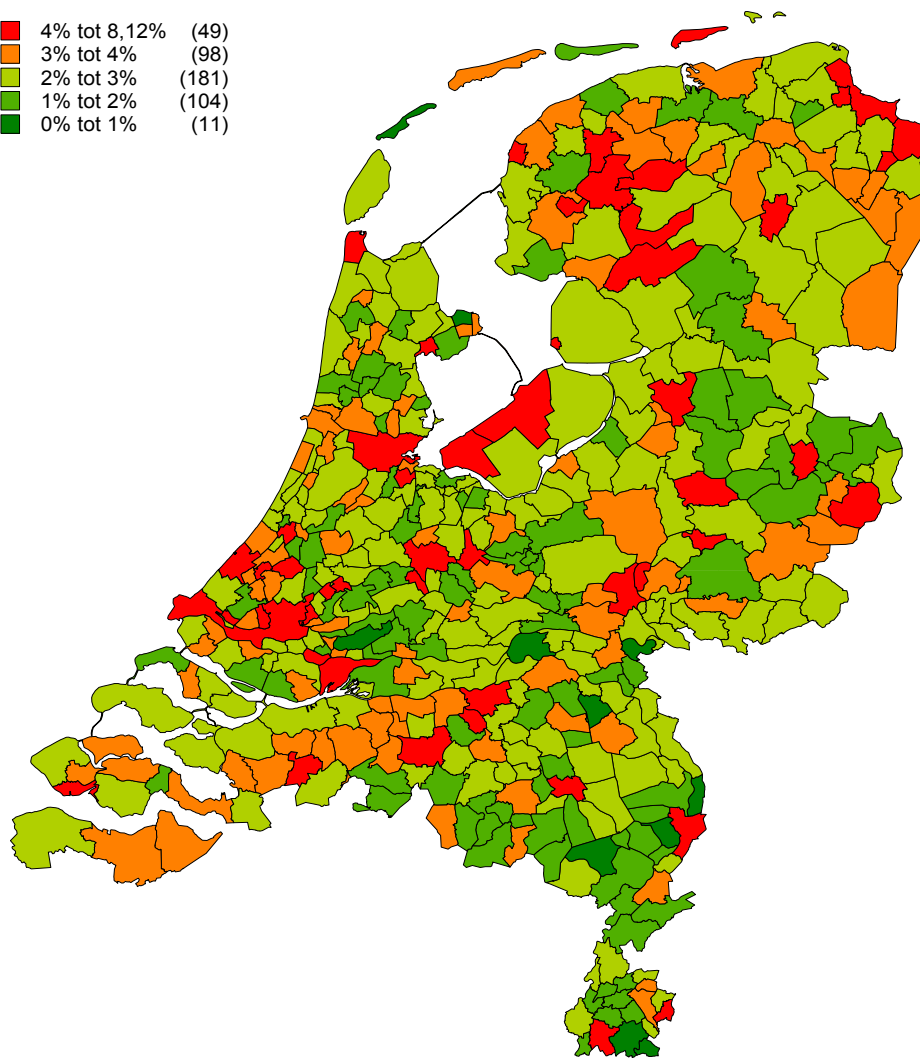 4% tot 8,12% (49)
3% tot 4% (98)
2% tot 3% (181)
1% tot 2% (104)
0% tot 1% (11)